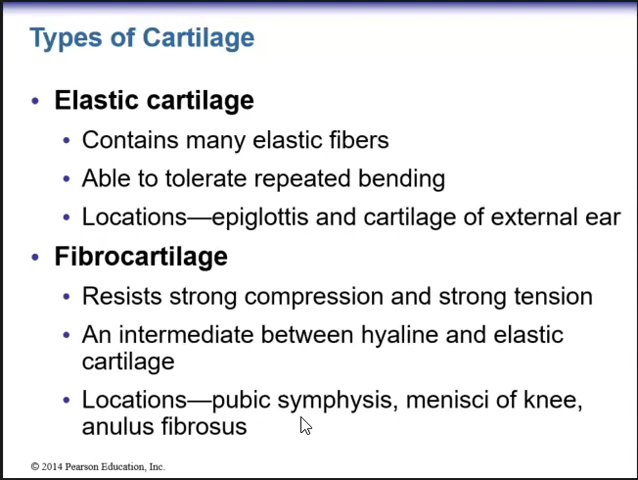 Types of Cartilage
• Elastic cartilage
• Contains many elastic fibers
• Able to tolerate repeated bending
• Locations—epiglottis and cartilage of external ear
• Fibrocartilage
• Resists strong compression and strong tension
• An intermediate between hyaline and elastic
cartilage
• Locations—pubic symphysis, menisci of knee,
anulus fibrosus
© 2014 Pearson Education, Inc.